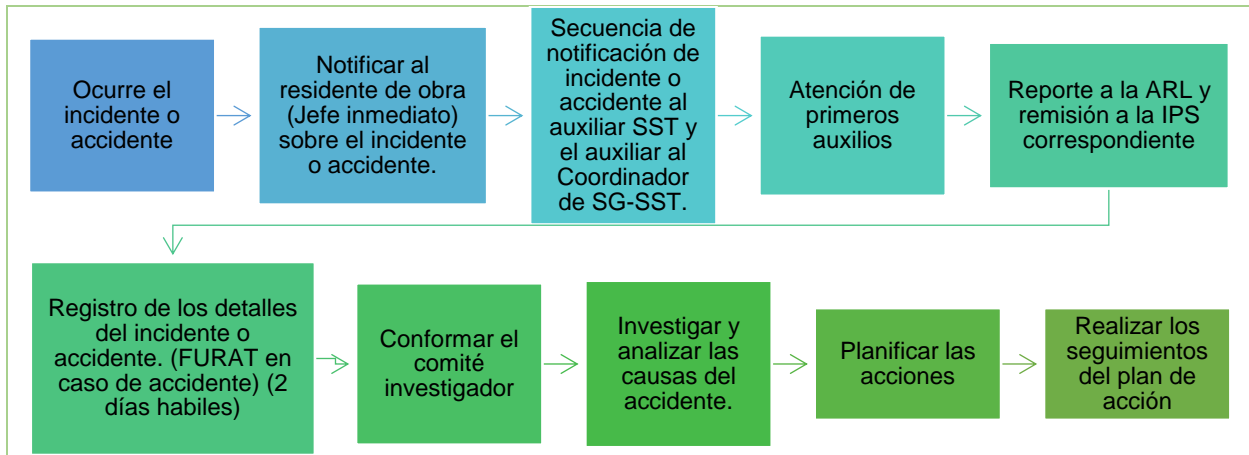 Ocurre el
incidente o
accidente
Notificar al
residente de obra
(Jefe inmediato)
sobre el incidente
o accidente.
Secuencia de
notificación de
incidente o
accidente al
auxiliar SST y
el auxiliar al
Coordinador
de SG-SST.
Atención de
primeros
auxilios
Reporte a la ARL y
remisión a la IPS
correspondiente
Registro de los detalles
del incidente o
accidente. (FURAT en
caso de accidente) (2
días habiles)
Conformar el
comité
investigador
Investigar y
analizar las
causas del
accidente.
Planificar las
acciones
Realizar los
seguimientos
del plan de
acción